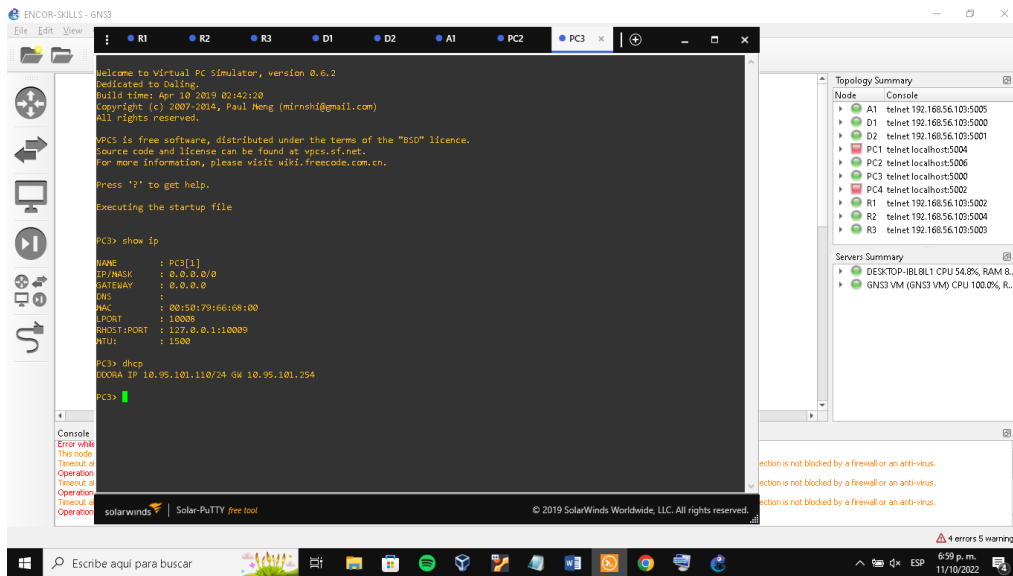 ENCOR-SKILLS - GNS3
File Edit View
R1 R2 R3 D1 D2 A1 PC2 PC3
Welcome to Virtual PC Simulator, version 0.6.2
Dedicated to Daling.
Build time: Apr 10 2019 02:42:20
Copyright (c) 2007-2014, Paul Meng (mirnshi@gmail.com)
All rights reserved.
VPCS is free software, distributed under the terms of the "BSD" licence.
Source code and license can be found at vpcs.sf.net.
For more information, please visit wiki.freecode.com.cn.
Press '?' to get help.
Executing the startup file
PC3> show ip
NAME : PC3[1]
IP/MASK : 0.0.0.0/0
GATEWAY : 0.0.0.0
DNS :
MAC : 00:50:79:66:68:00
LPORT : 10008
RHOST:PORT : 127.0.0.1:10009
MTU: : 1500
PC3> dhcp
DDORA IP 10.95.101.110/24 GW 10.95.101.254
PC3>
solarwinds Solar-PuTTY free tool
© 2019 SolarWinds Worldwide, LLC. All rights reserved.
Topology Summary
Node Console
A1 telnet 192.168.56.103:5005
D1 telnet 192.168.56.103:5000
D2 telnet 192.168.56.103:5001
PC1 telnet localhost:5004
PC2 telnet localhost:5006
PC3 telnet localhost:5000
PC4 telnet localhost:5002
R1 telnet 192.168.56.103:5002
R2 telnet 192.168.56.103:5004
R3 telnet 192.168.56.103:5003
Servers Summary
DESKTOP-IBL8IL1 CPU 54.8%, RAM 8..
GNS3 VM (GNS3 VM) CPU 100.0%, R..
Console
Error while
This node
Timeout
ection is not blocked by a firewall or an anti-virus.
Operation
Timeout
ection is not blocked by a firewall or an anti-virus.
Operation
Timeout
ection is not blocked by a firewall or an anti-virus.
Operation
4 errors 5 warning
Escribe aquí para buscar
ESP
6:59 p. m.
11/10/2022
4